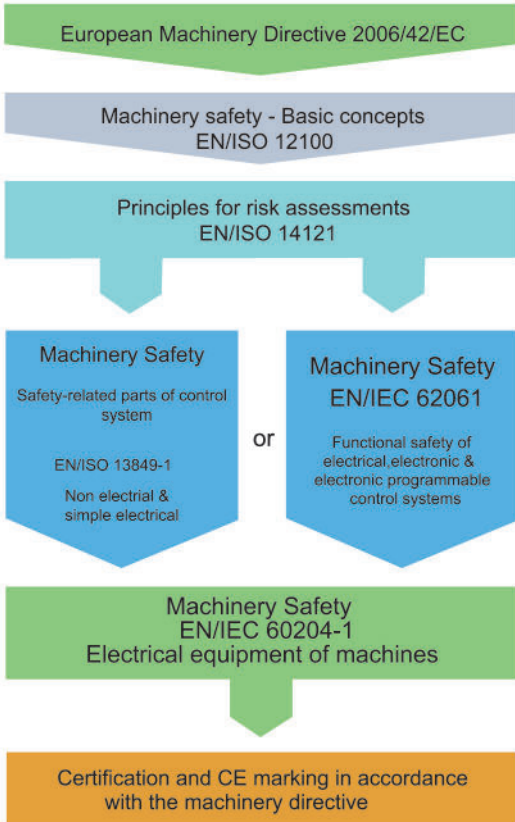 European Machinery Directive 2006/42/EC
Machinery safety - Basic concepts
EN/ISO 12100
Principles for risk assessments
EN/ISO 14121
Machinery Safety
Safety-related parts of control
system
EN/ISO 13849-1
Non electrial &
simple electrical
or
Machinery Safety
EN/IEC 62061
Functional safety of
electrical,electronic &
electronic programmable
control systems
Machinery Safety
EN/IEC 60204-1
Electrical equipment of machines
Certification and CE marking in accordance
with the machinery directive